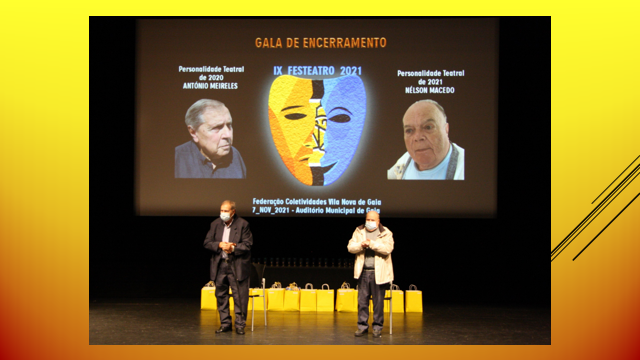 GALA DE ENCERRAMENTO
IX FESTEATRO 2021
Personalidade Teatral
de 2020
ANTÓNIO MEIRELES
Personalidade Teatral
de 2021
NÉLSON MACEDO
Federação Coletividades Vila Nova de Gaia
7_NOV_2021 - Auditório Municipal de Gaia